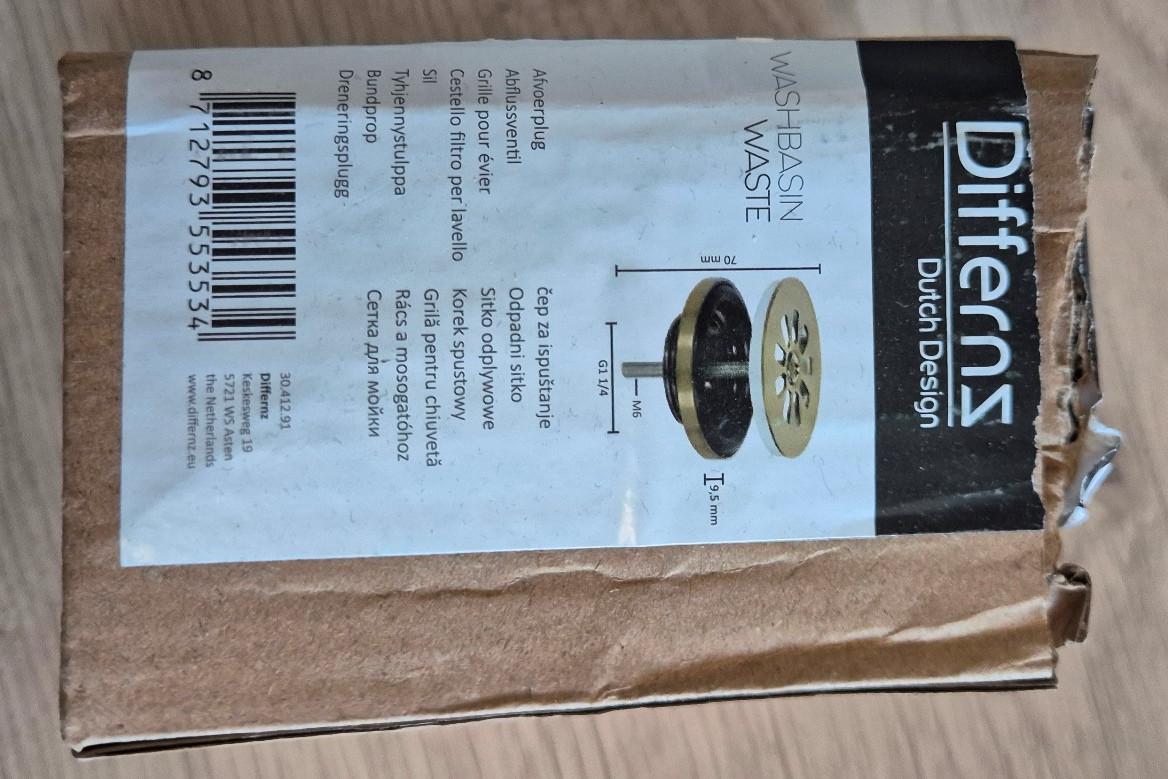 Differnz
Dutch Design
WASHBASIN
WASTE
70 mm
9,5 mm
M6
G1 1/4
Afvoerplug
Abflussventil
Grille pour évier
Cestello filtro per lavello
Sil
Tyhjennystulppa
Bundprop
Dreneringsplugg
čep za ispuštanje
Odpadni sitko
Sitko odpływowe
Korek spustowy
Grilă pentru chiuvetă
Rács a mosogatóhoz
Сетка для мойки
8 712793 553534
30.412.91
Differnz
Keskesweg 19
5721 WS Asten
the Netherlands
www.differnz.eu